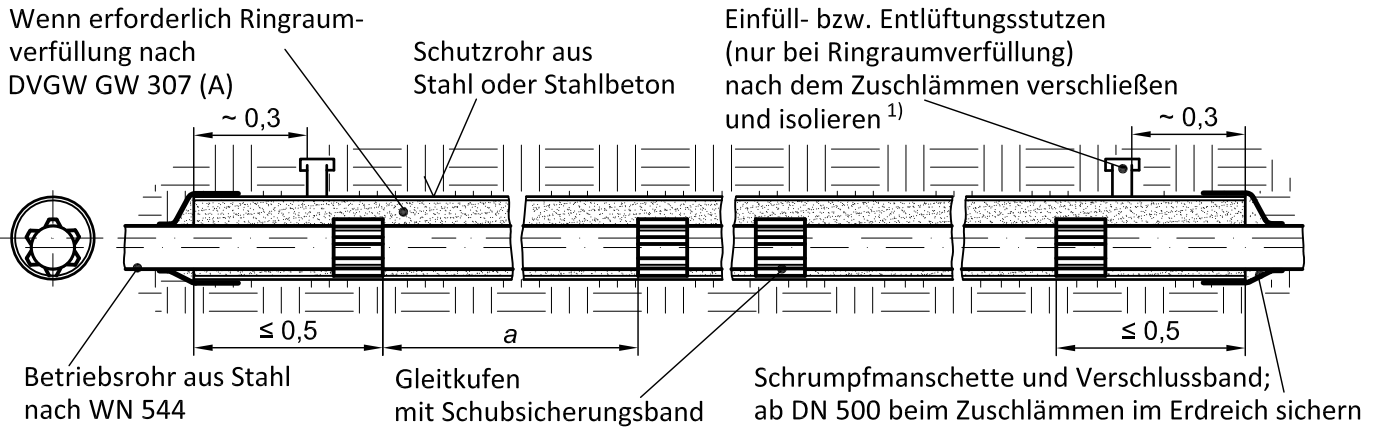 Wenn erforderlich Ringraum-
verfüllung nach
DVGW GW 307 (A)
Schutzrohr aus
Stahl oder Stahlbeton
Einfüll- bzw. Entlüftungsstutzen
(nur bei Ringraumverfüllung)
nach dem Zuschlämmen verschließen
und isolieren 1)
~ 0,3
~ 0,3
≤ 0,5
a
≤ 0,5
Betriebsrohr aus Stahl
nach WN 544
Gleitkufen
mit Schubsicherungsband
Schrumpfmanschette und Verschlussband;
ab DN 500 beim Zuschlämmen im Erdreich sichern